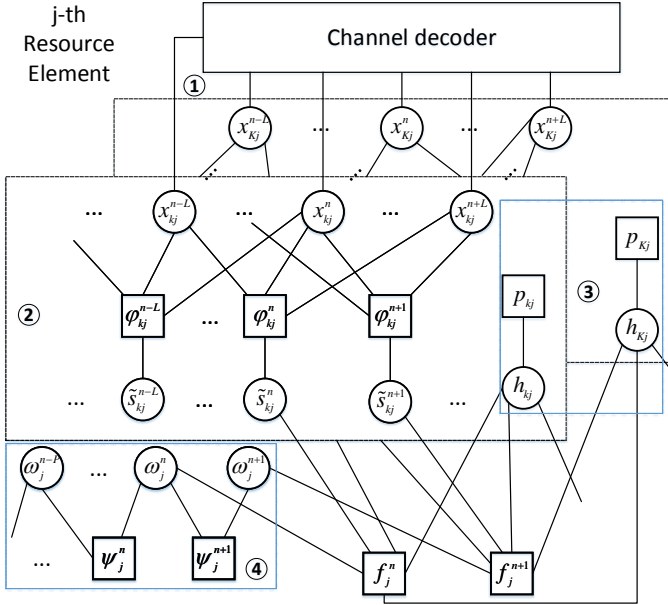 j-th
Resource
Element
Channel decoder
①
x_{Kj}^{n-L} ... x_{Kj}^{n} ... x_{Kj}^{n+L}
... ... ... ...
... x_{kj}^{n-L} ... x_{kj}^{n} ... x_{kj}^{n+L}
p_{Kj}
p_{kj} ③
② φ_{kj}^{n-L} ... φ_{kj}^{n} φ_{kj}^{n+1}
h_{Kj}
... s̃_{kj}^{n-L} ... s̃_{kj}^{n} s̃_{kj}^{n+1} ... h_{kj}
ω_{j}^{n-P} ... ω_{j}^{n} ω_{j}^{n+1}
... ψ_{j}^{n} ψ_{j}^{n+1} ④
f_{j}^{n} f_{j}^{n+1}